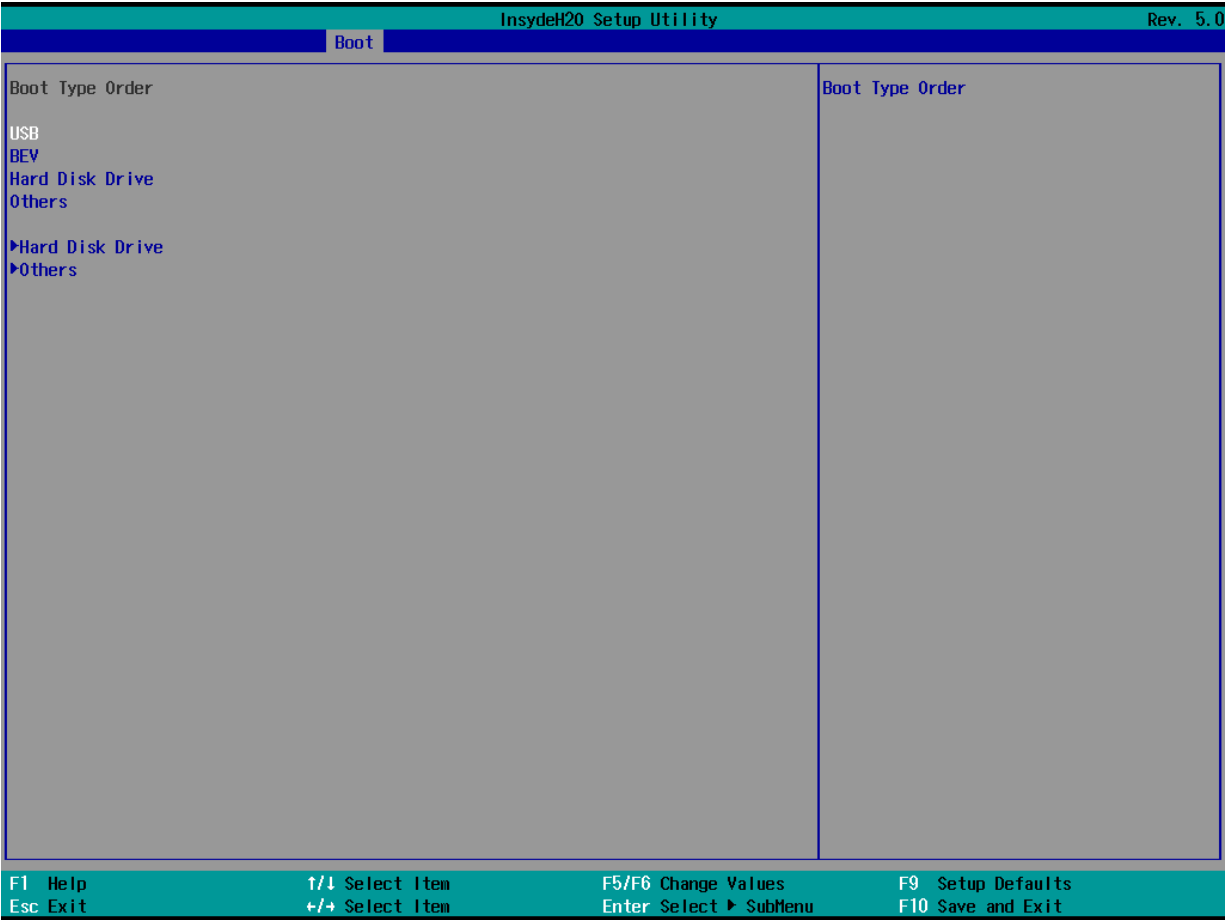 InsydeH20 Setup Utility Rev. 5.0
Boot
Boot Type Order
Boot Type Order
USB
BEV
Hard Disk Drive
Others
▶Hard Disk Drive
▶Others
F1 Help ↑/↓ Select Item F5/F6 Change Values F9 Setup Defaults
Esc Exit ←/→ Select Item Enter Select ▶ SubMenu F10 Save and Exit